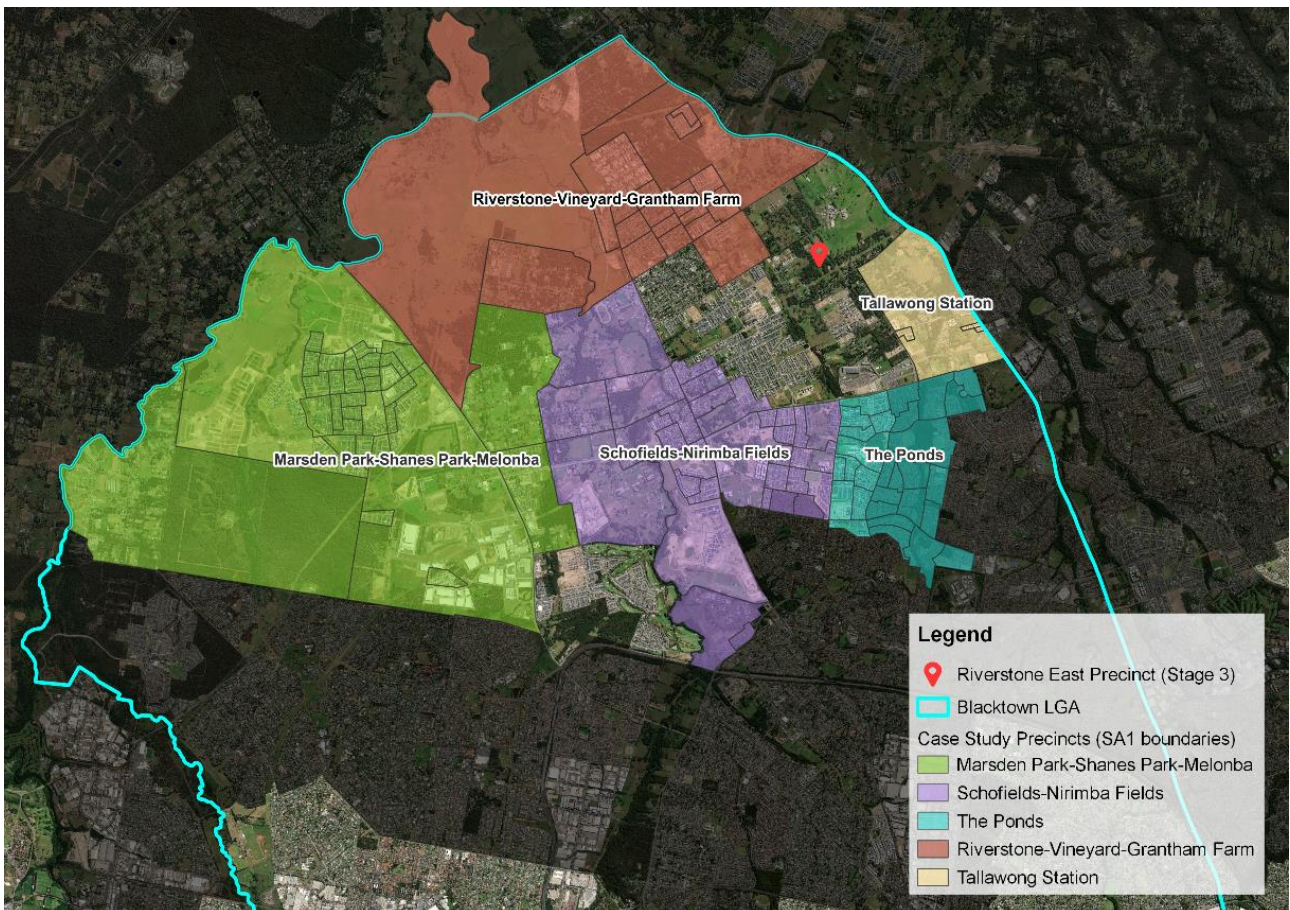 Riverstone-Vineyard-Grantham Farm
Tallawong Station
Marsden Park-Shanes Park-Melonba
Schofields-Nirimba Fields
The Ponds
Legend
Riverstone East Precinct (Stage 3)
Blacktown LGA
Case Study Precincts (SA1 boundaries)
Marsden Park-Shanes Park-Melonba
Schofields-Nirimba Fields
The Ponds
Riverstone-Vineyard-Grantham Farm
Tallawong Station